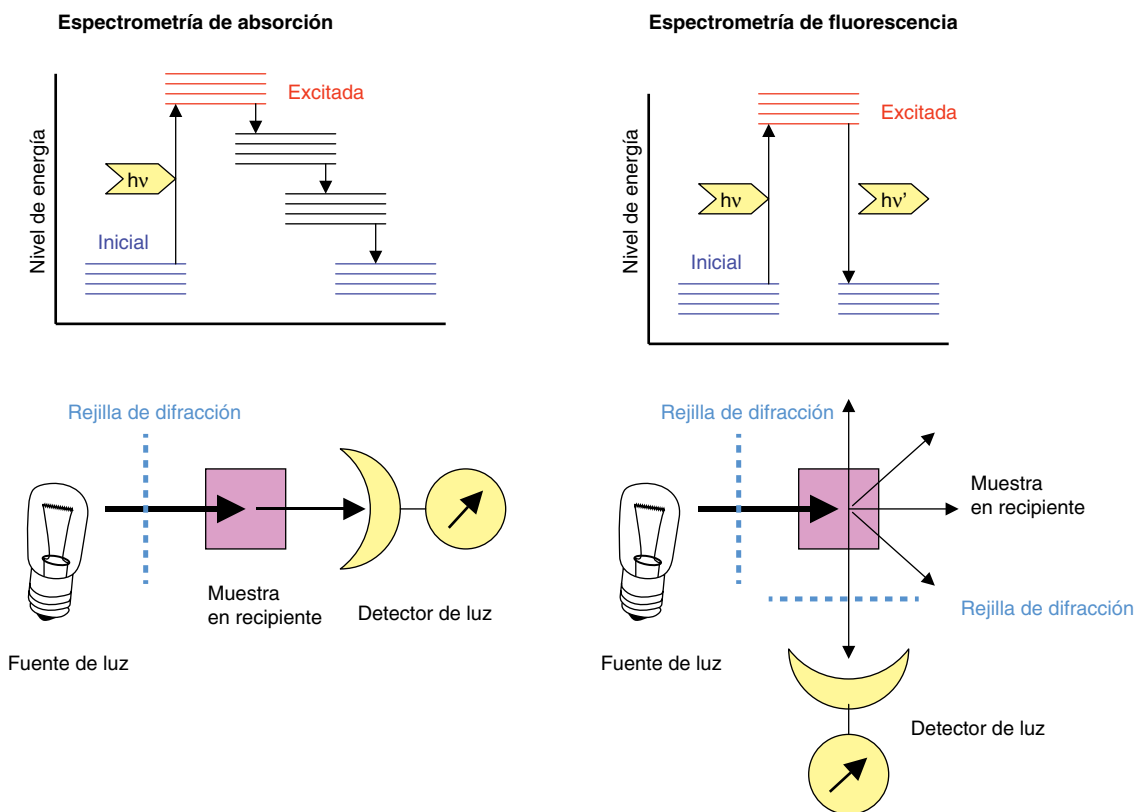 Espectrometría de absorción
Nivel de energía
Excitada
hν
Inicial
Rejilla de difracción
Muestra
en recipiente
Detector de luz
Fuente de luz
Espectrometría de fluorescencia
Nivel de energía
Excitada
hν
hν’
Inicial
Rejilla de difracción
Muestra
en recipiente
Rejilla de difracción
Fuente de luz
Detector de luz